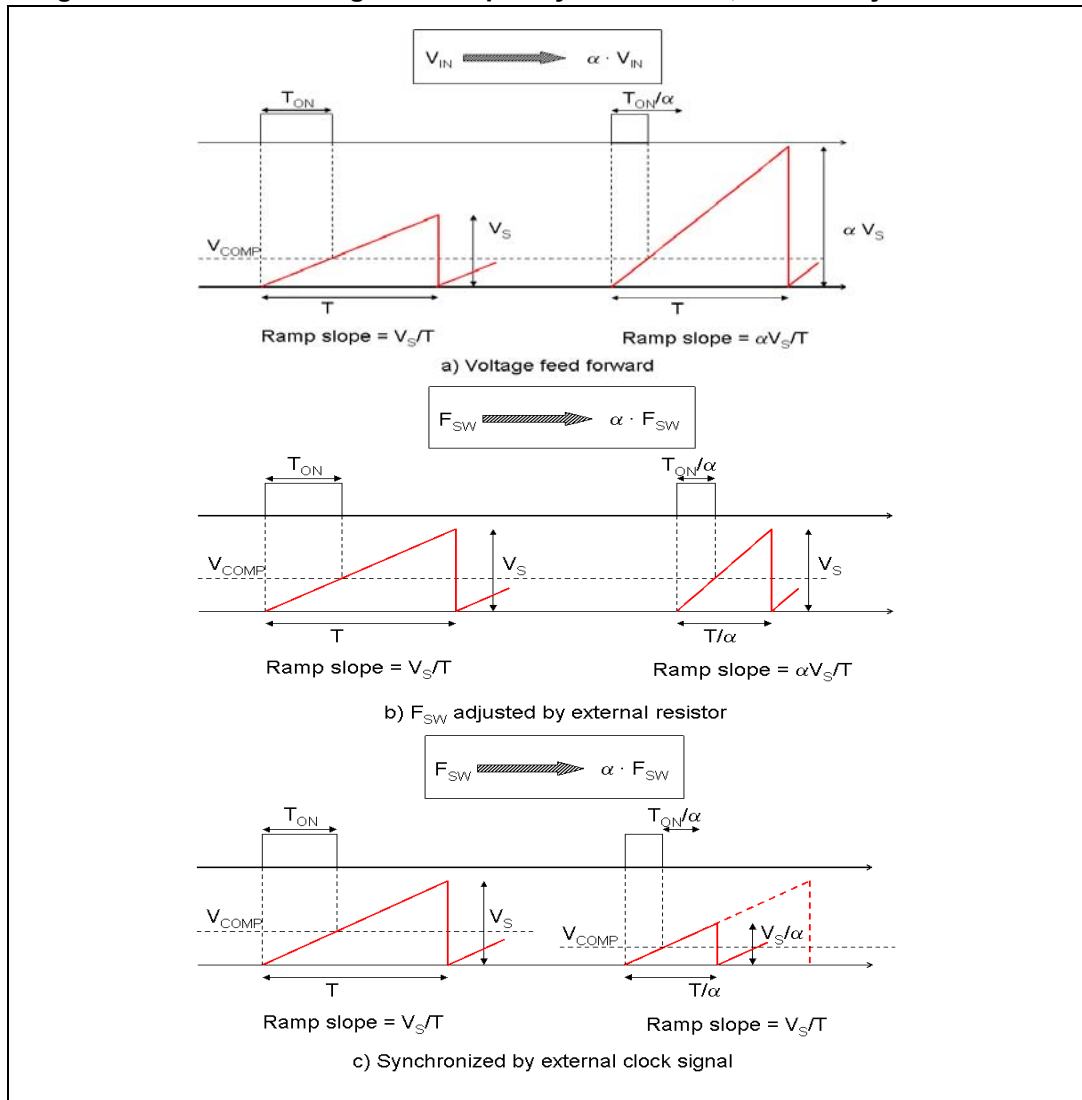 V_IN α · V_IN
T_ON T_ON/α
V_S α V_S
V_COMP
T T
Ramp slope = V_S/T Ramp slope = αV_S/T
a) Voltage feed forward
F_SW α · F_SW
T_ON T_ON/α
V_COMP V_S V_S
T T/α
Ramp slope = V_S/T Ramp slope = αV_S/T
b) F_SW adjusted by external resistor
F_SW α · F_SW
T_ON T_ON/α
V_COMP V_S V_COMP V_S/α
T T/α
Ramp slope = V_S/T Ramp slope = V_S/T
c) Synchronized by external clock signal